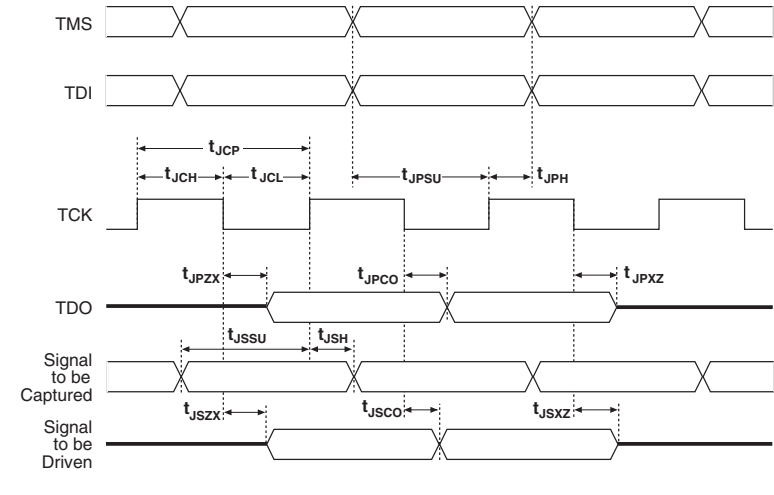 TMS
TDI
tJCP
tJCH
tJCL
tJPSU
tJPH
TCK
tJPZX
tJPCO
tJPXZ
TDO
tJSSU
tJSH
Signal
to be
Captured
tJSZX
tJSCO
tJSXZ
Signal
to be
Driven